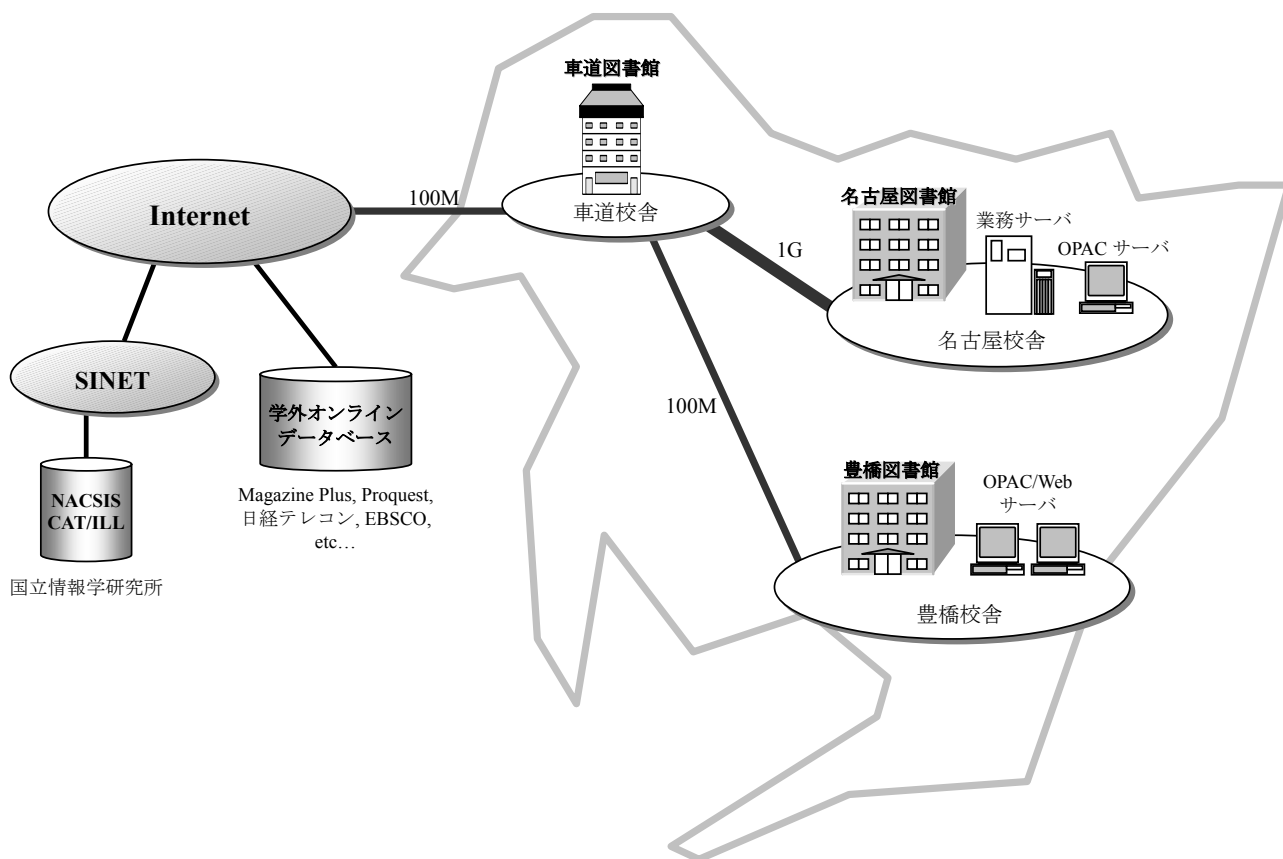 車道図書館
100M
車道校舎
Internet
名古屋図書館
業務サーバ
OPAC サーバ
1G
名古屋校舎
SINET
学外オンライン
データベース
100M
NACSIS
CAT/ILL
Magazine Plus, Proquest,
日経テレコン, EBSCO,
etc…
国立情報学研究所
豊橋図書館
OPAC/Web
サーバ
豊橋校舎